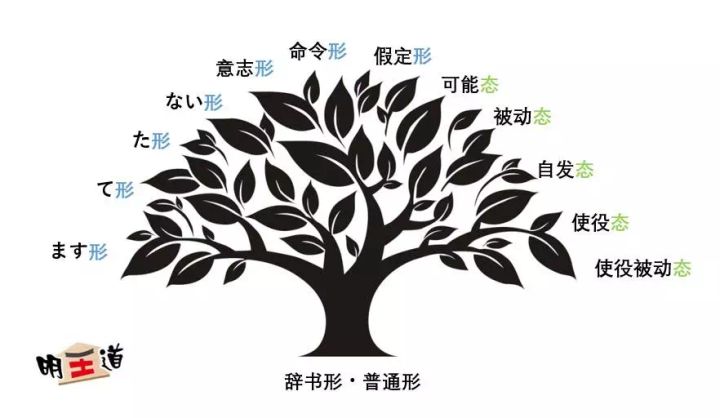 命令形
假定形
意志形
可能态
ない形
被动态
た形
自发态
て形
使役态
ます形
使役被动态
明王道
辞书形・普通形